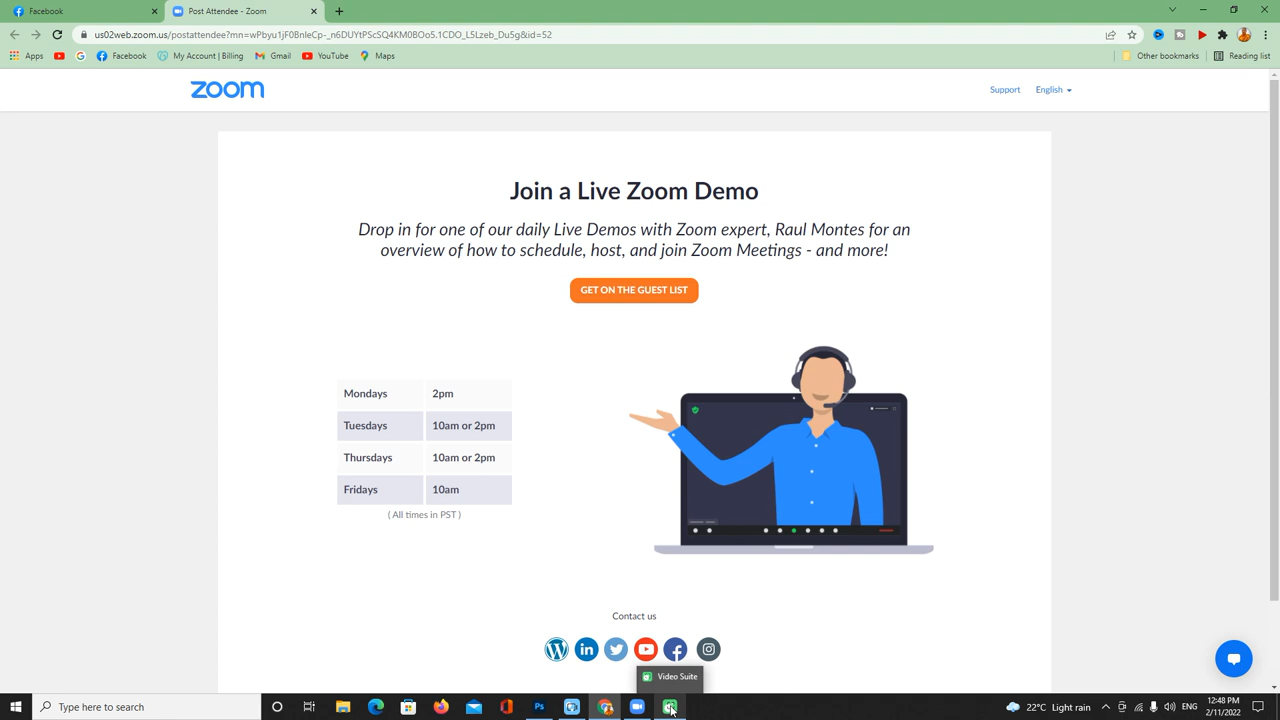 Facebook
Post Attendee - Zoom
us02web.zoom.us/postattendee?mn=wPbyu1jF0BnIeCp-_n6DUYtPScSQ4KM0BOo5.1CDO_L5Lzeb_Du5g&id=52
Apps
Facebook
My Account | Billing
Gmail
YouTube
Maps
Other bookmarks
Reading list
zoom
Support
English
Join a Live Zoom Demo
Drop in for one of our daily Live Demos with Zoom expert, Raul Montes for an
overview of how to schedule, host, and join Zoom Meetings - and more!
GET ON THE GUEST LIST
Mondays 2pm
Tuesdays 10am or 2pm
Thursdays 10am or 2pm
Fridays 10am
( All times in PST )
Contact us
Video Suite
Type here to search
Ps
22°C Light rain
12:48 PM
2/11/2022